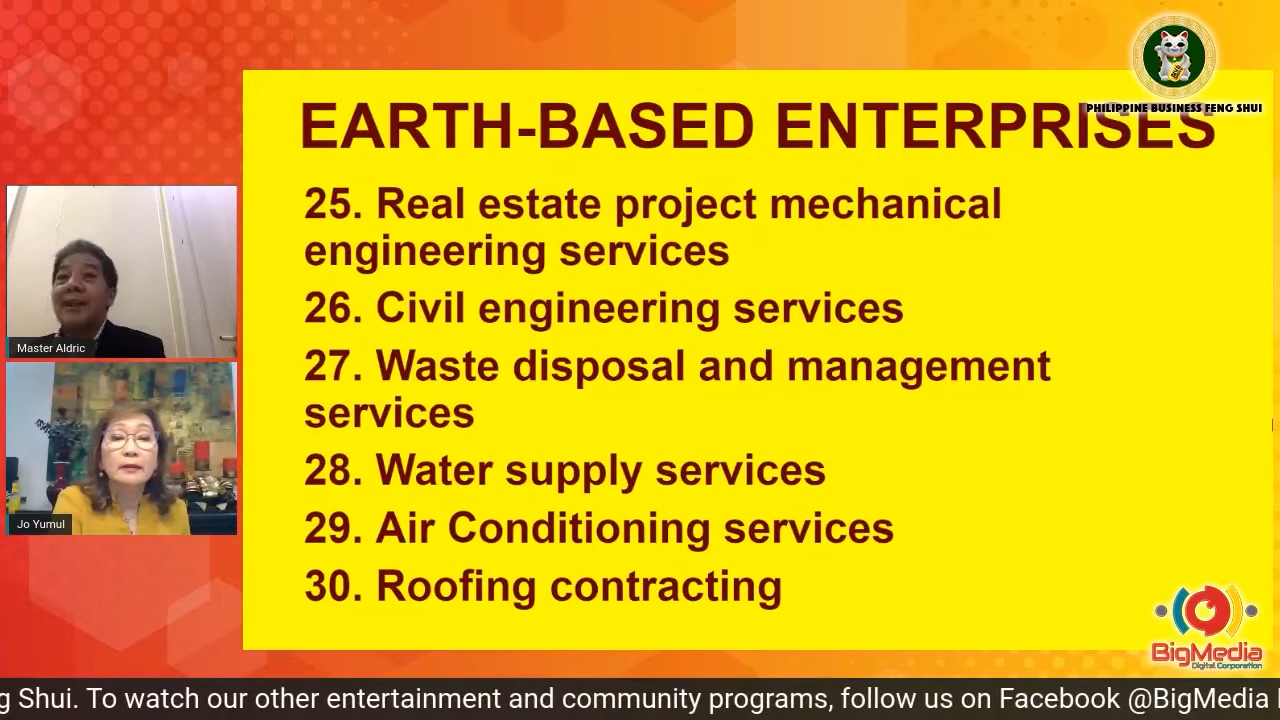 PHILIPPINE BUSINESS FENG SHUI
EARTH-BASED ENTERPRISES
25. Real estate project mechanical
engineering services
26. Civil engineering services
27. Waste disposal and management
services
28. Water supply services
29. Air Conditioning services
30. Roofing contracting
Master Aldric
Jo Yumul
BigMedia
Digital Corporation
g Shui. To watch our other entertainment and community programs, follow us on Facebook @BigMedia